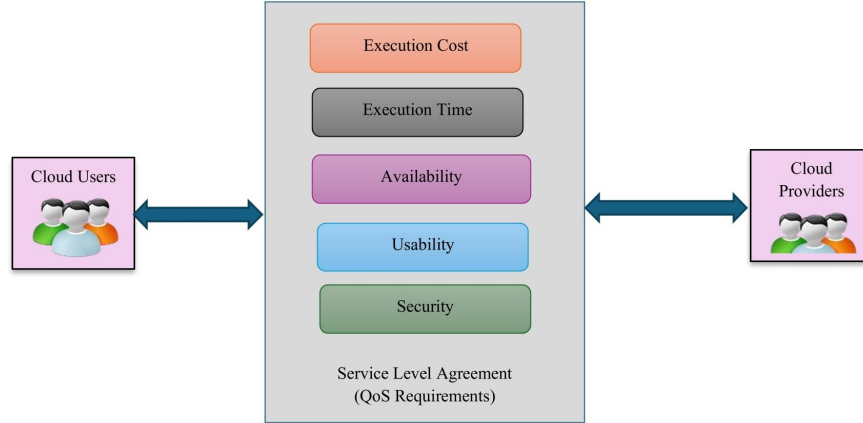 Execution Cost
Execution Time
Cloud Users
Availability
Cloud
Providers
Usability
Security
Service Level Agreement
(QoS Requirements)